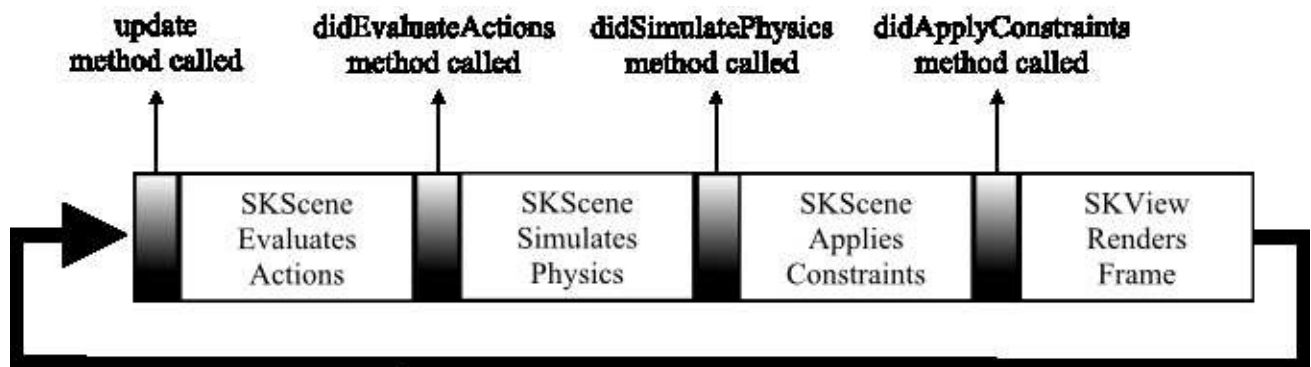 update
method called
didEvaluateActions
method called
didSimulatePhysics
method called
didApplyConstraints
method called
SKScene
Evaluates
Actions
SKScene
Simulates
Physics
SKScene
Applies
Constraints
SKView
Renders
Frame